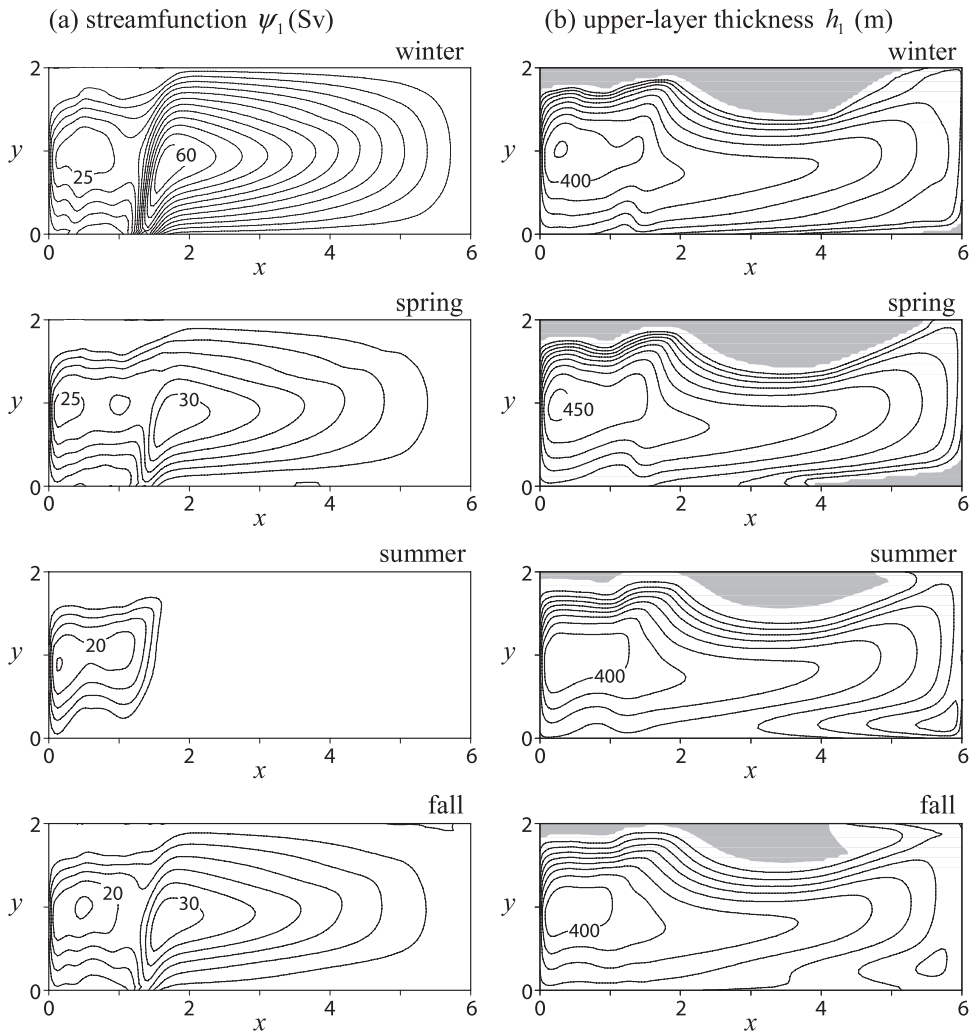 (a) streamfunction ψ₁ (Sv)
(b) upper-layer thickness h₁ (m)
winter
winter
2
y
25
60
0
0
2
4
6
x
2
y
400
0
0
2
4
6
x
spring
spring
2
y
25
30
0
0
2
4
6
x
2
y
450
0
0
2
4
6
x
summer
summer
2
y
20
0
0
2
4
6
x
2
y
400
0
0
2
4
6
x
fall
fall
2
y
20
30
0
0
2
4
6
x
2
y
400
0
0
2
4
6
x